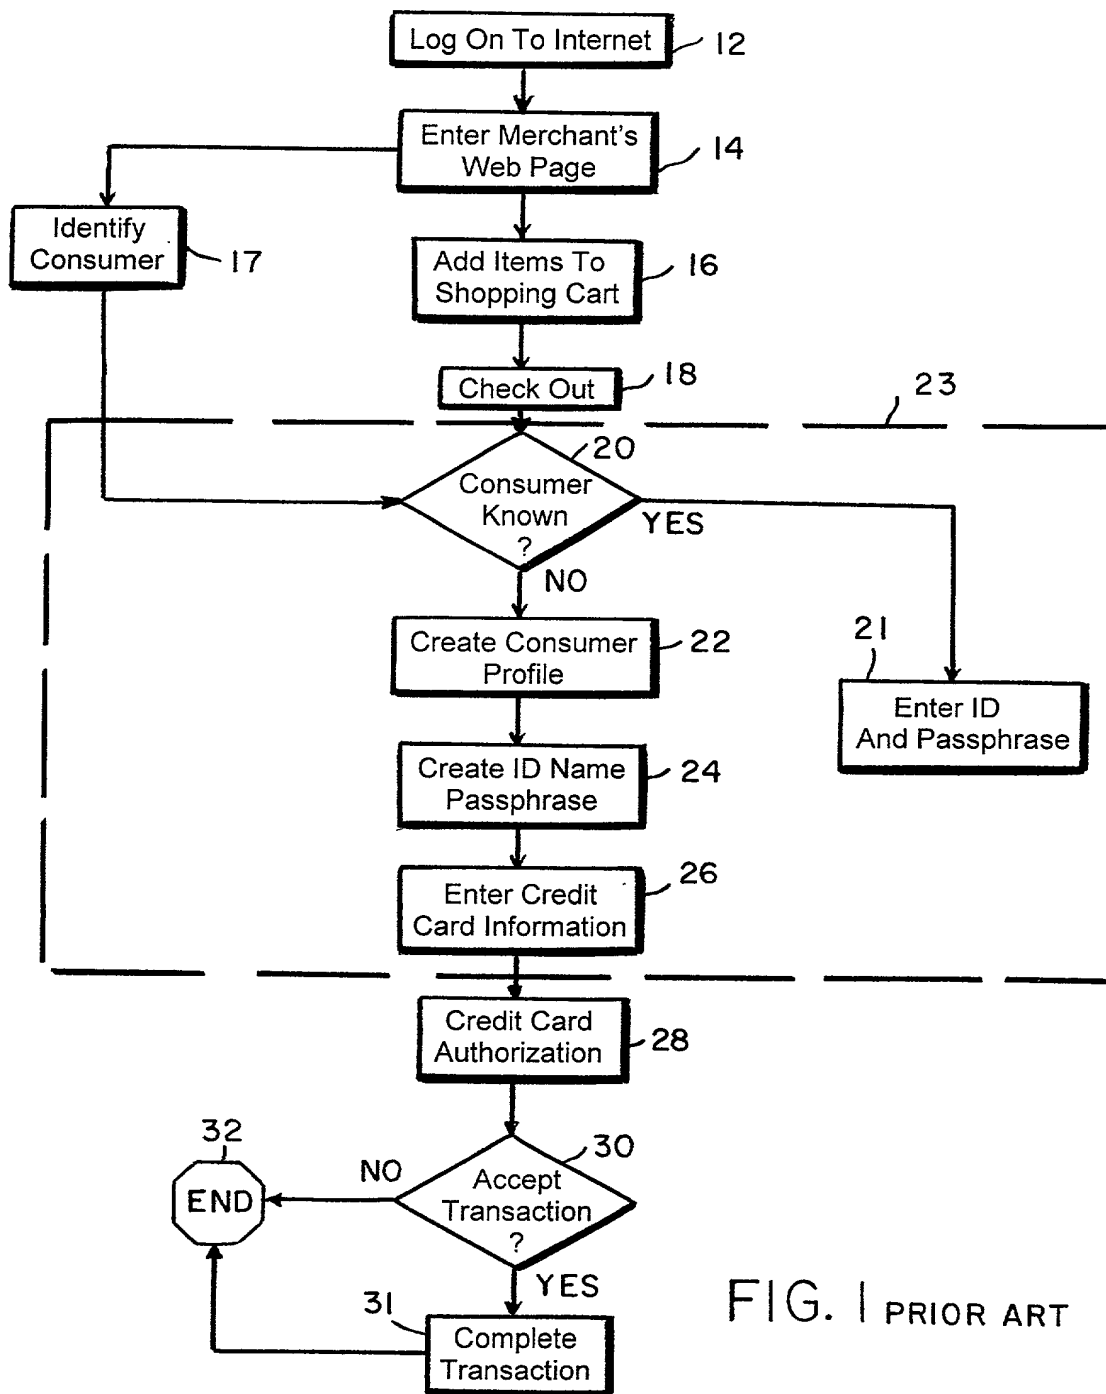 Log On To Internet
12
Enter Merchant's
Web Page
14
Identify
Consumer
17
Add Items To
Shopping Cart
16
Check Out
18
23
20
Consumer
Known
?
YES
NO
Create Consumer
Profile
22
21
Enter ID
And Passphrase
Create ID Name
Passphrase
24
Enter Credit
Card Information
26
Credit Card
Authorization
28
32
END
NO
30
Accept
Transaction
?
YES
31
Complete
Transaction
FIG. 1 PRIOR ART